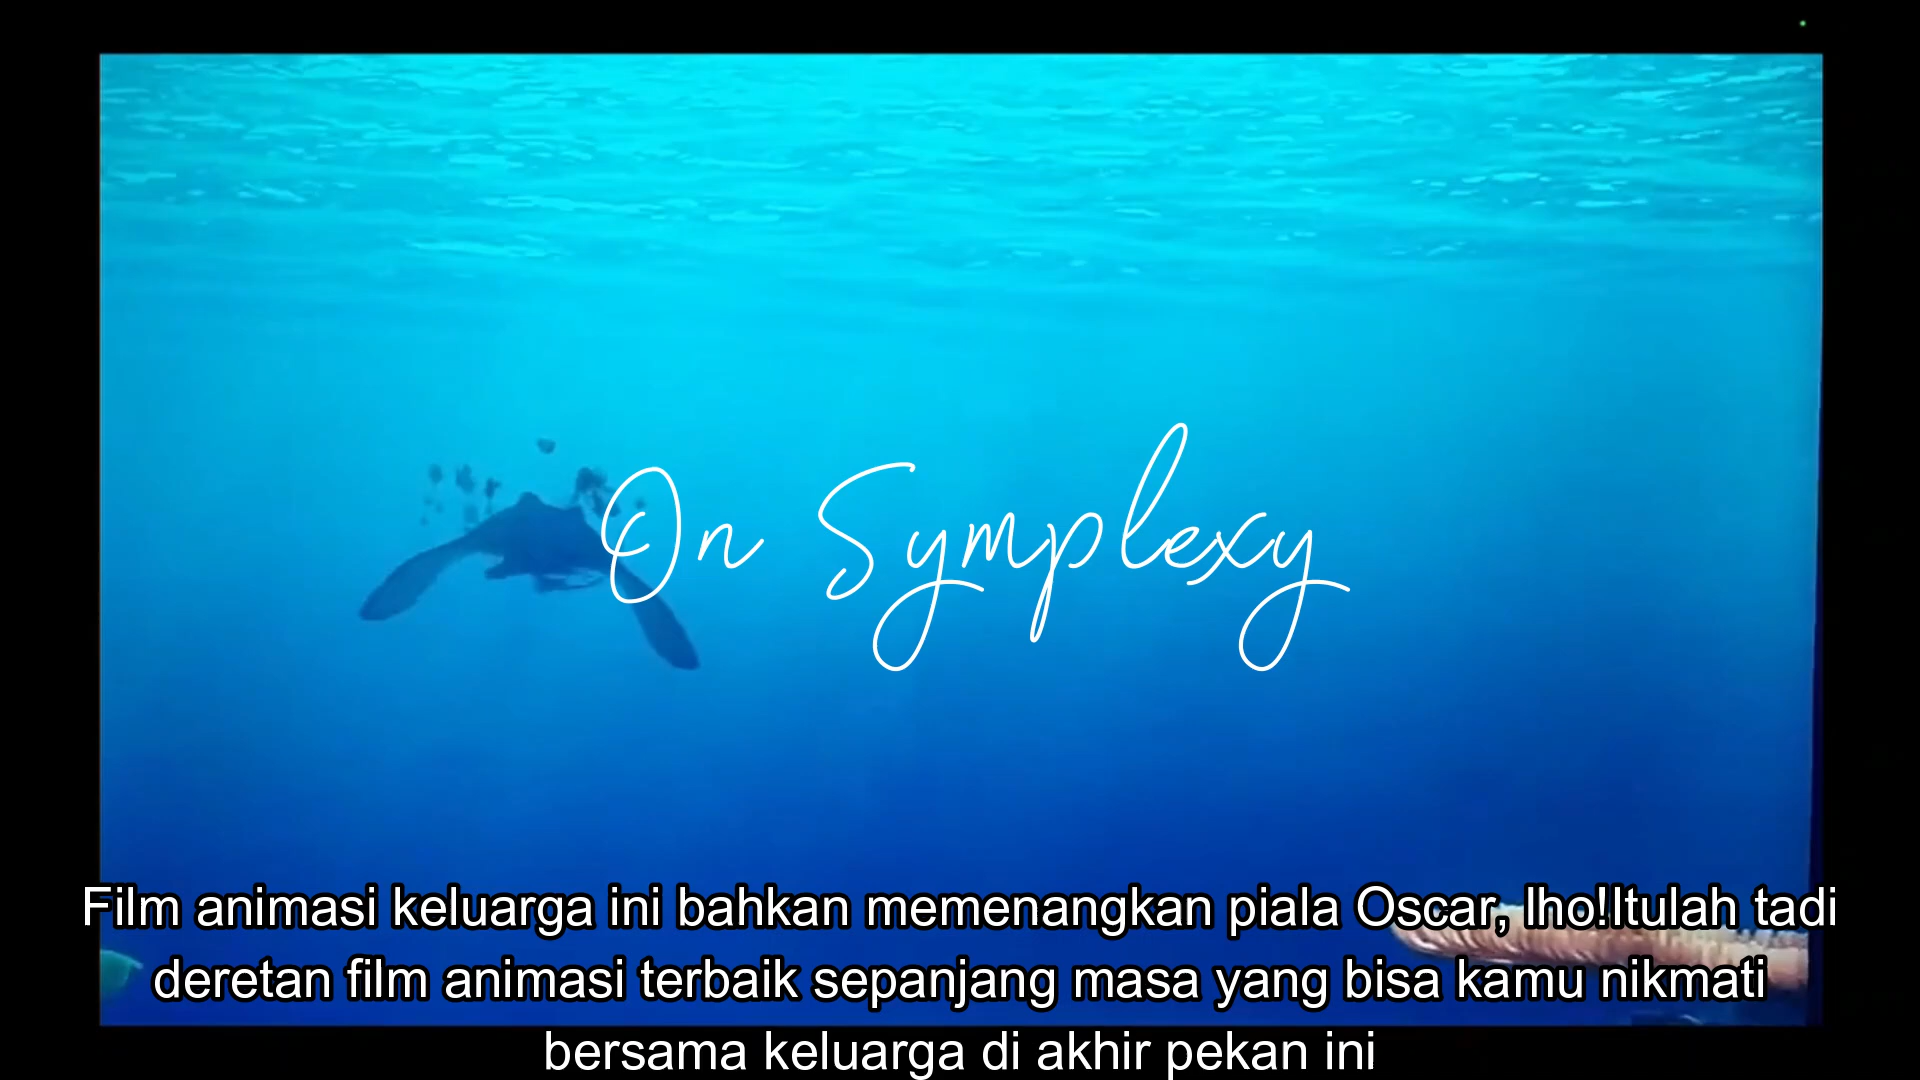 On Symplexy
Film animasi keluarga ini bahkan memenangkan piala Oscar, lho!Itulah tadi
deretan film animasi terbaik sepanjang masa yang bisa kamu nikmati
bersama keluarga di akhir pekan ini